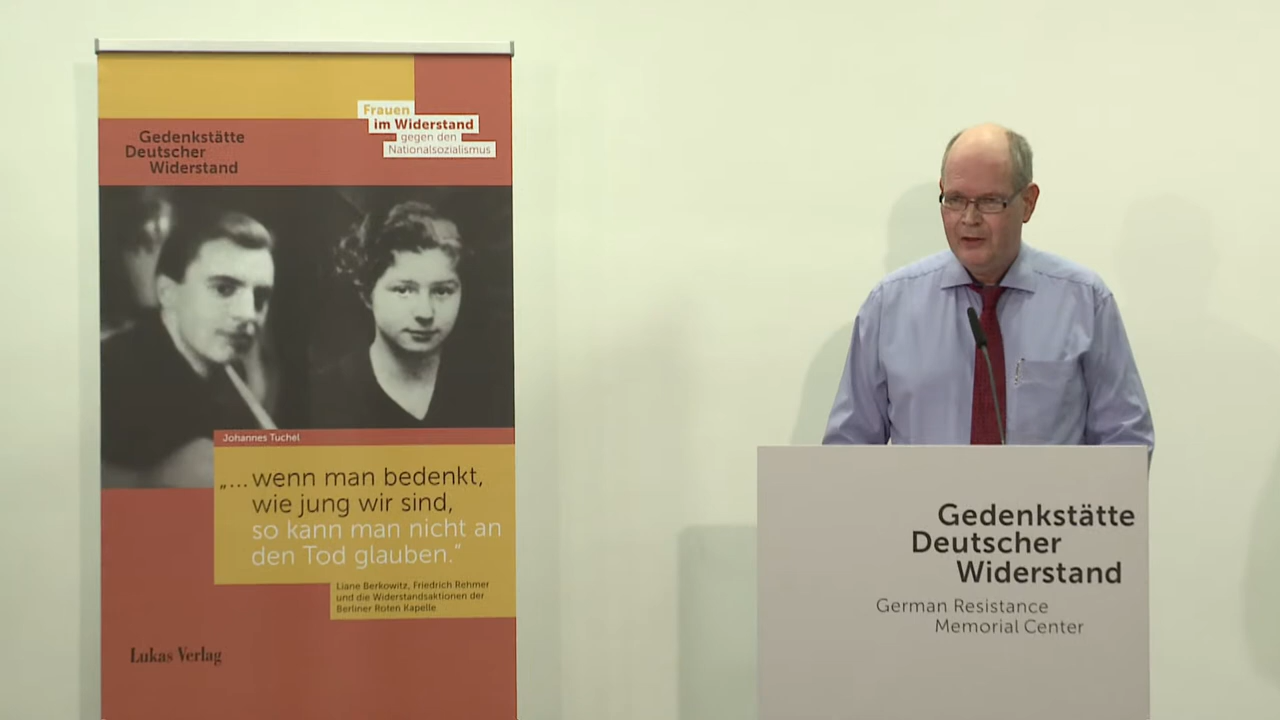 Frauen
im Widerstand
gegen den
Nationalsozialismus
Gedenkstätte
Deutscher
Widerstand
Johannes Tuchel
„... wenn man bedenkt,
wie jung wir sind,
so kann man nicht an
den Tod glauben.“
Liane Berkowitz, Friedrich Rehmer
und die Widerstandsaktionen der
Berliner Roten Kapelle
Lukas Verlag
Gedenkstätte
Deutscher
Widerstand
German Resistance
Memorial Center